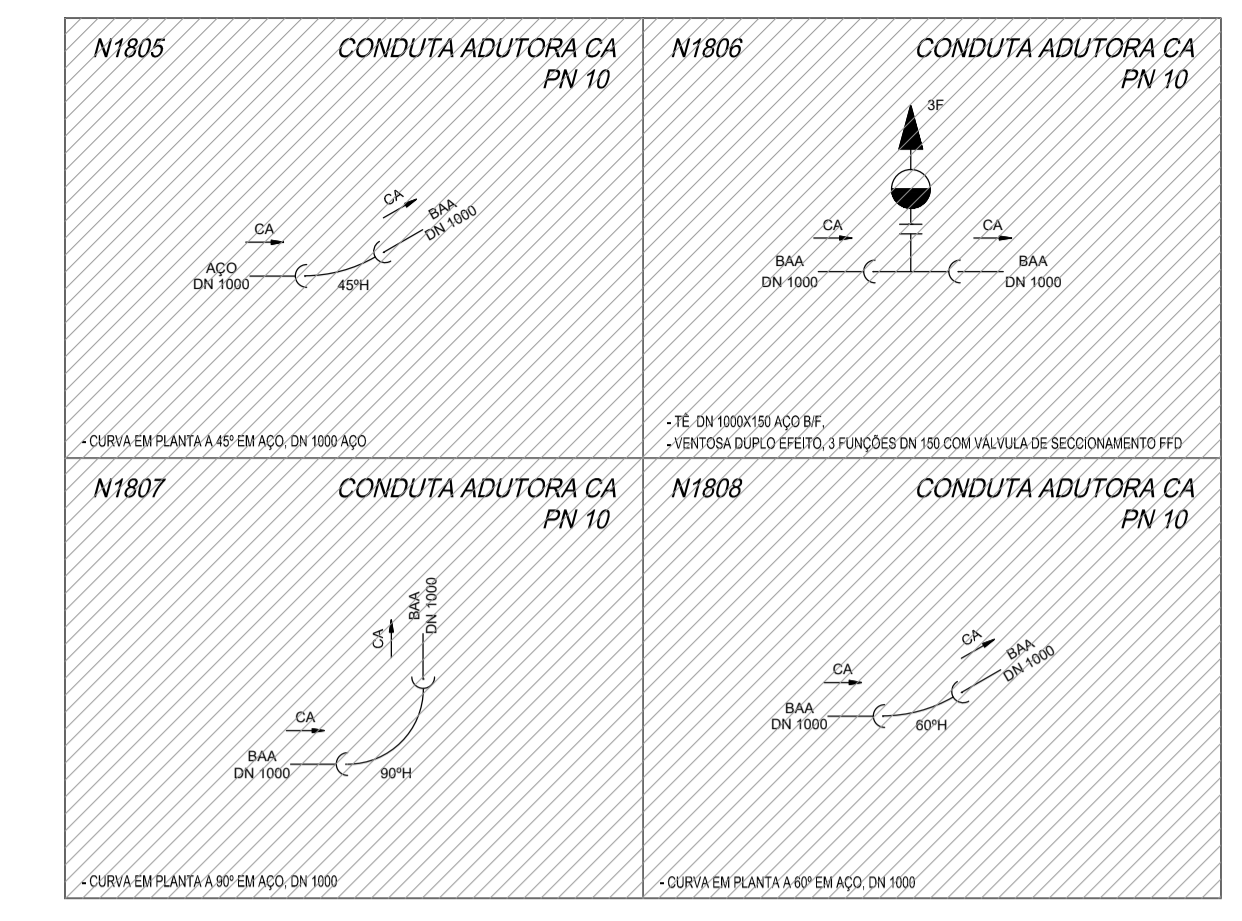 N1805
CONDUTA ADUTORA CA
PN 10
CA
CA
BAA
DN 1000
AÇO
DN 1000
45ºH
- CURVA EM PLANTA A 45º EM AÇO, DN 1000 AÇO
N1806
CONDUTA ADUTORA CA
PN 10
3F
CA
CA
BAA
DN 1000
BAA
DN 1000
- TÊ DN 1000X150 AÇO B/F,
- VENTOSA DUPLO EFEITO, 3 FUNÇÕES DN 150 COM VÁLVULA DE SECCIONAMENTO FFD
N1807
CONDUTA ADUTORA CA
PN 10
BAA
DN 1000
CA
CA
BAA
DN 1000
90ºH
- CURVA EM PLANTA A 90º EM AÇO, DN 1000
N1808
CONDUTA ADUTORA CA
PN 10
CA
BAA
DN 1000
CA
BAA
DN 1000
60ºH
- CURVA EM PLANTA A 60º EM AÇO, DN 1000